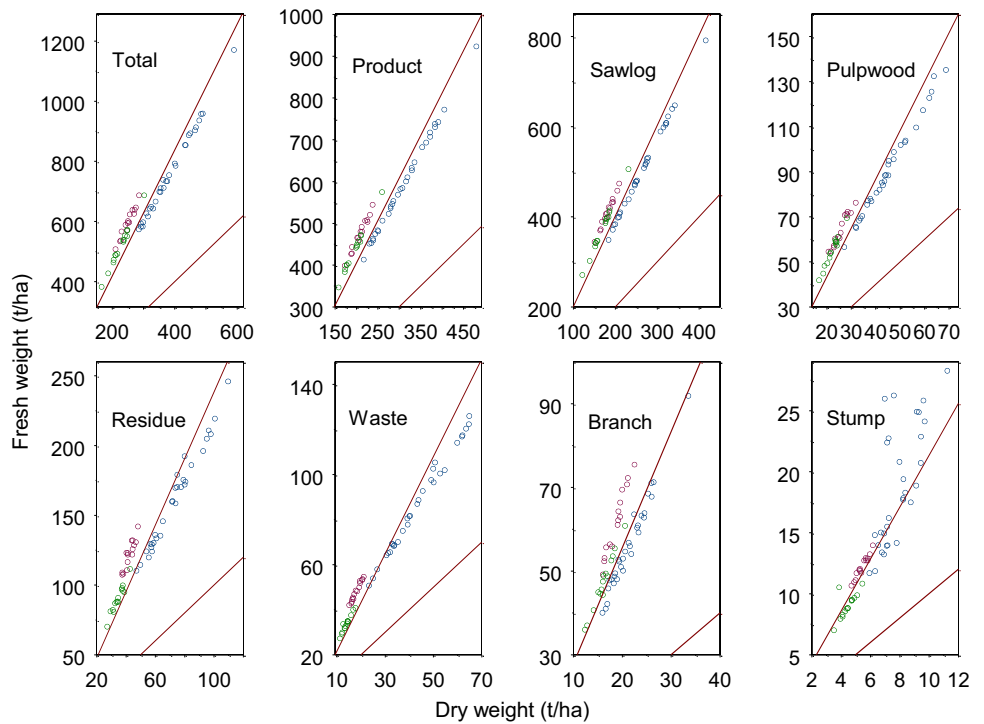 Total
Product
Sawlog
Pulpwood
1200
1000
800
600
400
200 400 600
1000
900
800
700
600
500
400
300
150 250 350 450
800
600
400
200
100 200 300 400
150
130
110
90
70
50
30
20 30 40 50 60 70
Fresh weight (t/ha)
Residue
Waste
Branch
Stump
250
200
150
100
50
20 60 100
140
100
60
20
10 30 50 70
90
70
50
30
10 20 30 40
25
20
15
10
5
2 4 6 8 10 12
Dry weight (t/ha)